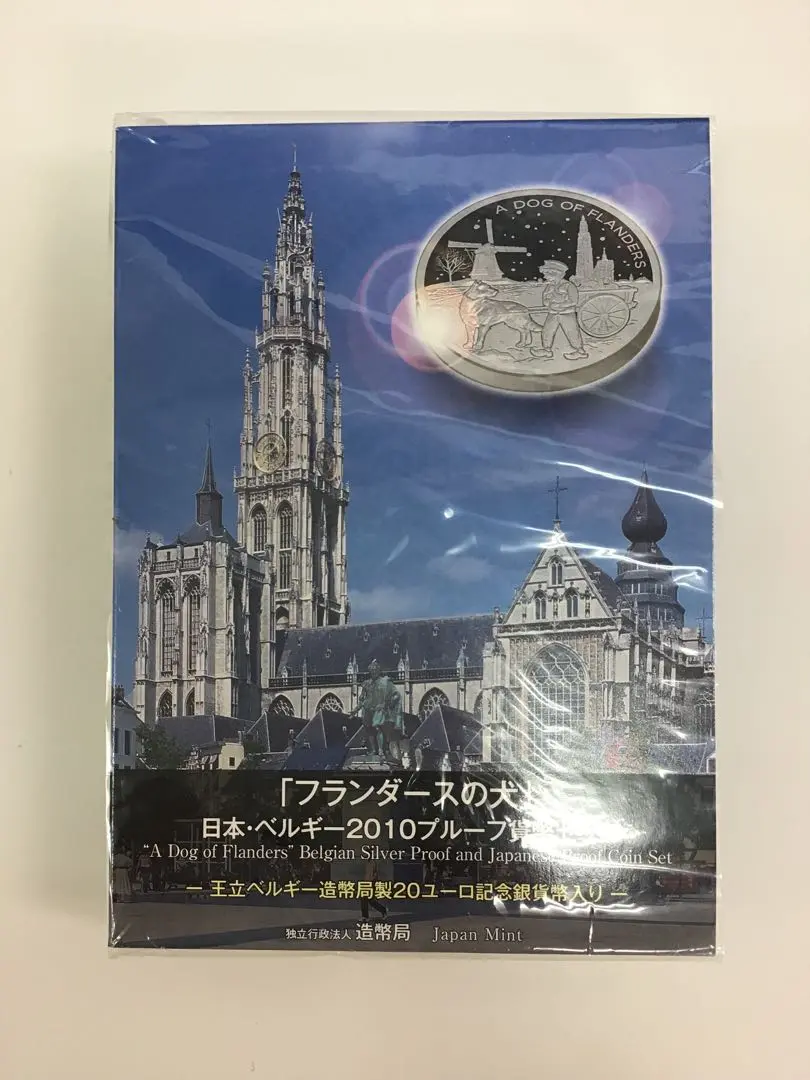 A DOG OF FLANDERS
「フランダースの犬」
日本・ベルギー2010プルーフ貨幣
"A Dog of Flanders" Belgian Silver Proof and Japanese Proof Coin Set
― 王立ベルギー造幣局製20ユーロ記念銀貨幣入り ―
独立行政法人 造幣局 Japan Mint